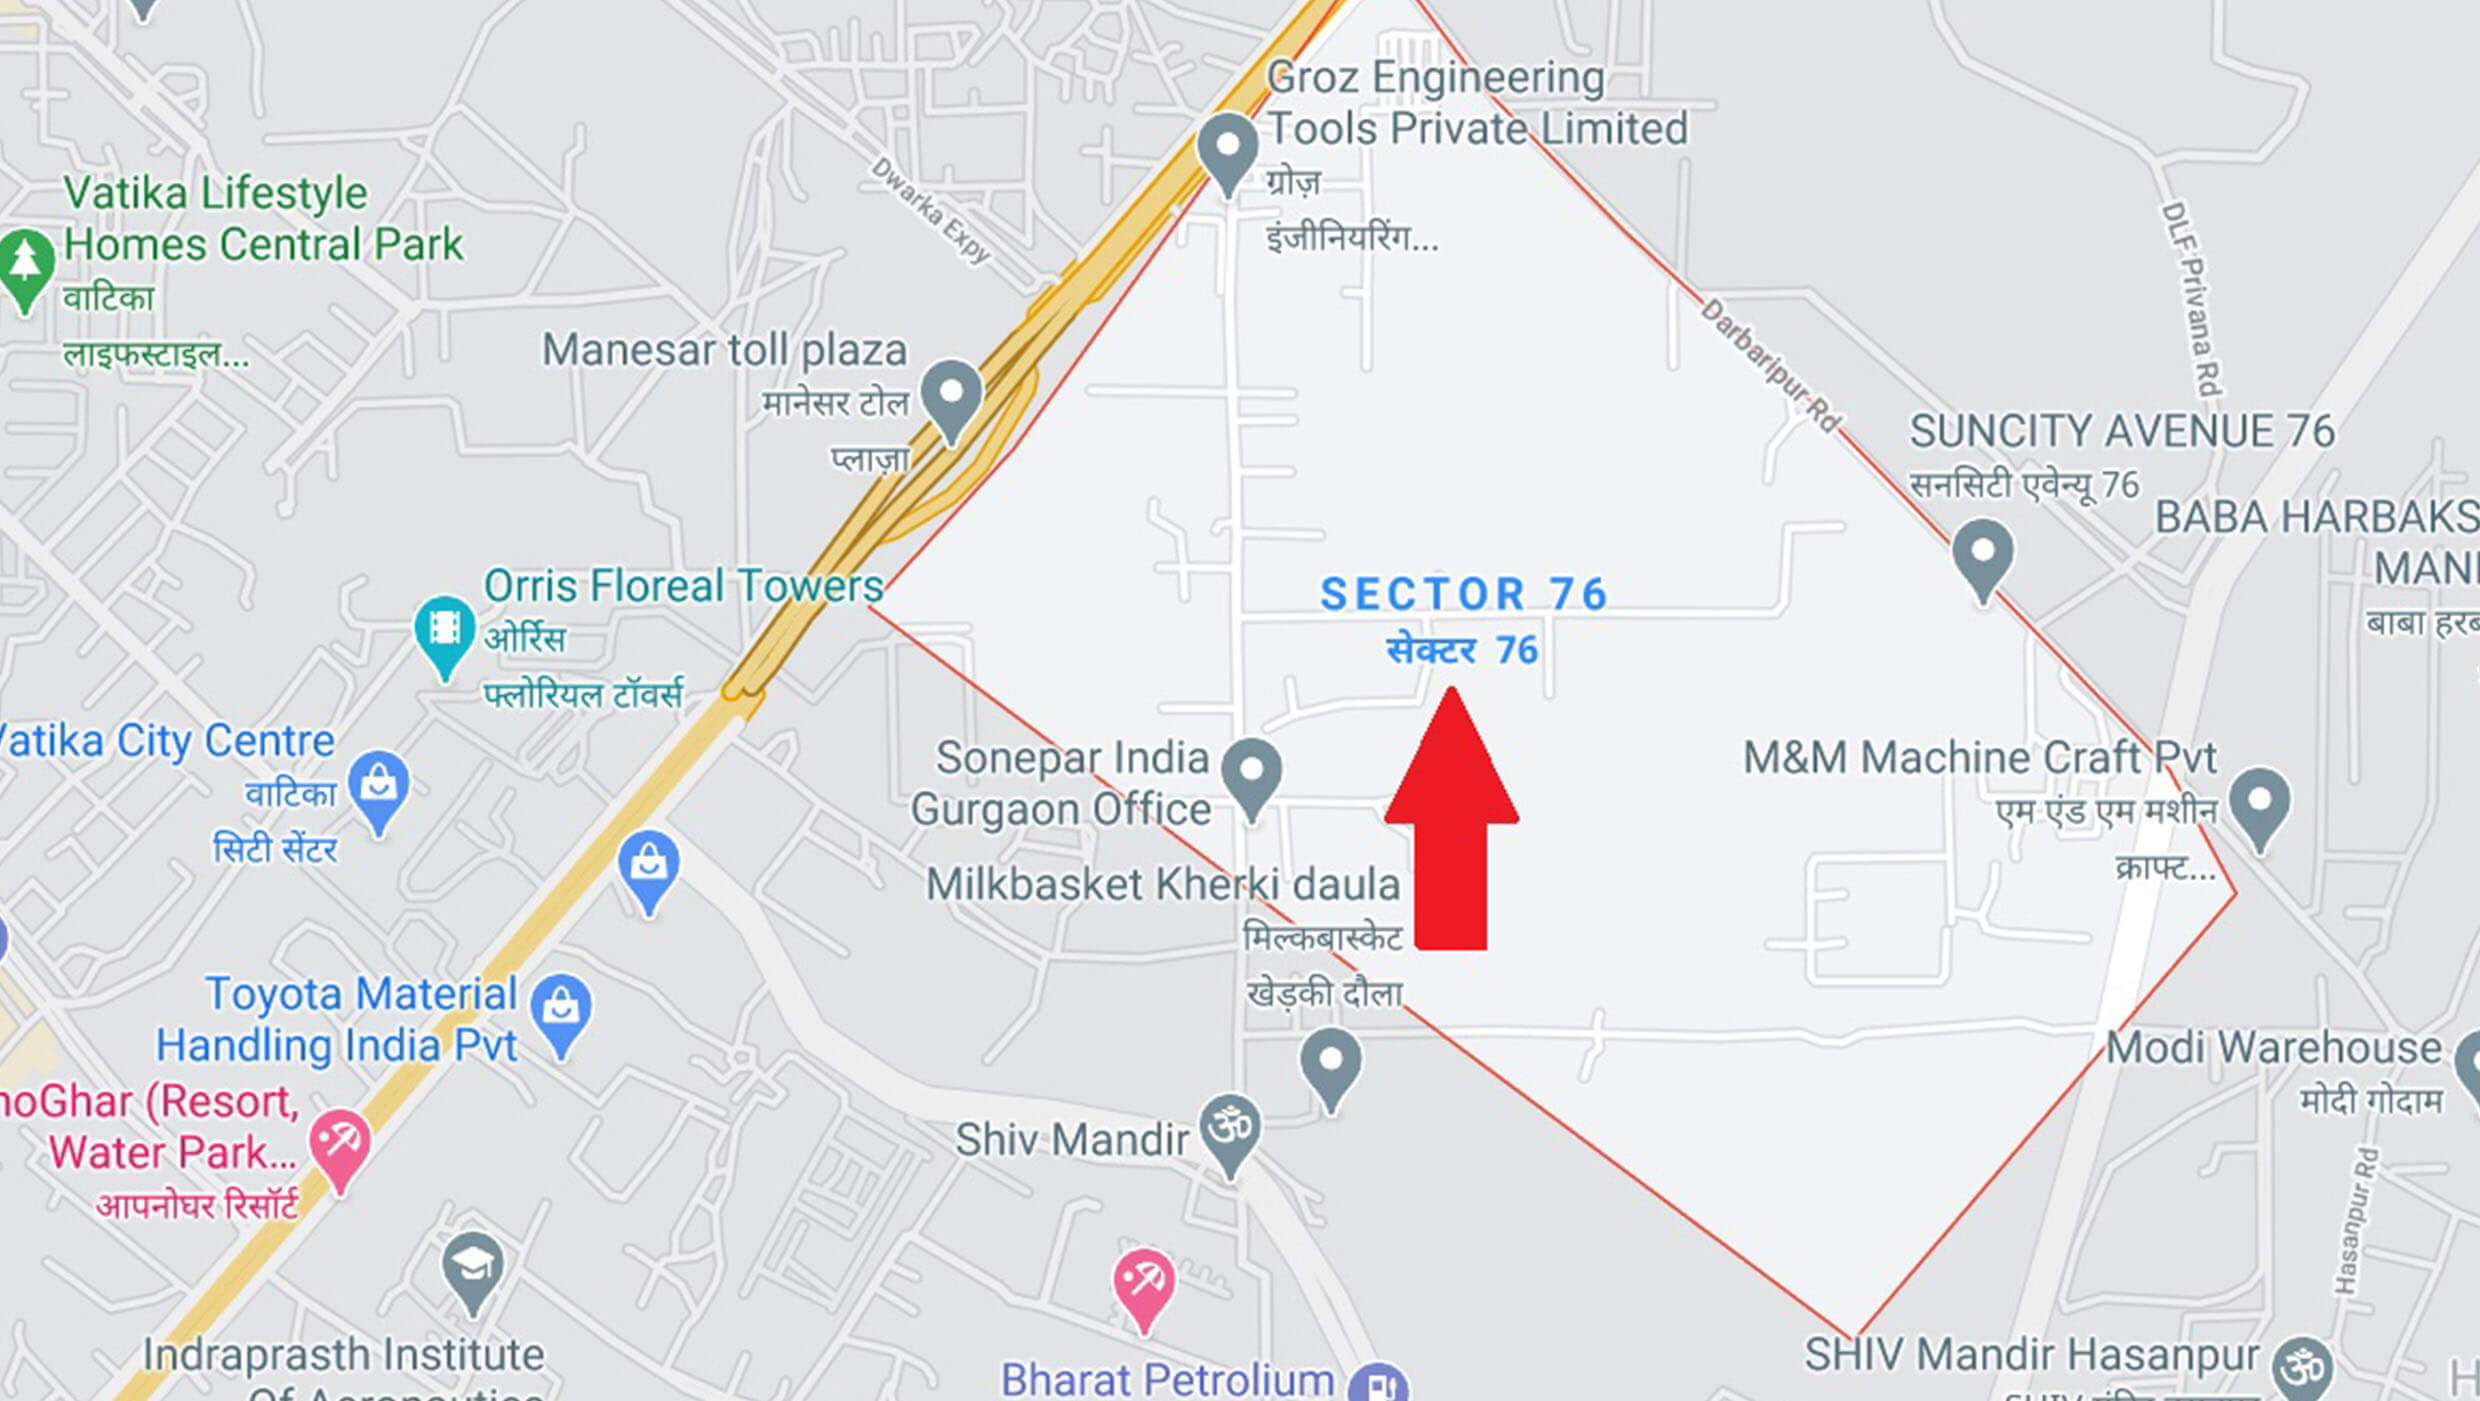 Groz Engineering
Tools Private Limited
ग्रोज़
इंजीनियरिंग...
Dwarka Expy
Vatika Lifestyle
Homes Central Park
वाटिका
लाइफस्टाइल...
DLF Privana Rd
Manesar toll plaza
मानेसर टोल
प्लाज़ा
Darbaripur Rd
SUNCITY AVENUE 76
सनसिटी एवेन्यू 76
BABA HARBAKS
MANI
बाबा हरब
Orris Floreal Towers
ओर्रिस
फ्लोरियल टॉवर्स
SECTOR 76
सेक्टर 76
Vatika City Centre
वाटिका
सिटी सेंटर
Sonepar India
Gurgaon Office
M&M Machine Craft Pvt
एम एंड एम मशीन
क्राफ्ट...
Milkbasket Kherki daula
मिल्कबास्केट
खेड़की दौला
Toyota Material
Handling India Pvt
Modi Warehouse
मोदी गोदाम
noGhar (Resort,
Water Park...
आपनोघर रिसॉर्ट
Shiv Mandir
Hasanpur Rd
Indraprasth Institute
Of Aeronautics
Bharat Petrolium
SHIV Mandir Hasanpur
H